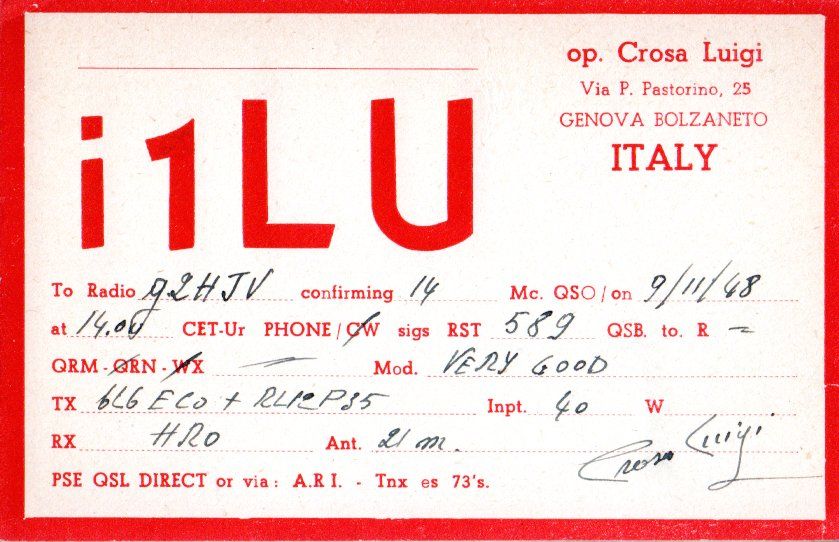 op. Crosa Luigi
Via P. Pastorino, 25
GENOVA BOLZANETO
ITALY
i1LU
To Radio g2HJV confirming 14 Mc. QSO/on 9/11/48
at 14.00 CET-Ur PHONE/CW sigs RST 589 QSB. to. R =
QRM-QRN-WX Mod. VERY GOOD
TX 6L6 ECO + RL12P35 Inpt. 40 W
RX HRO Ant. 21 m.
Crosa Luigi
PSE QSL DIRECT or via: A.R I. - Tnx es 73's.